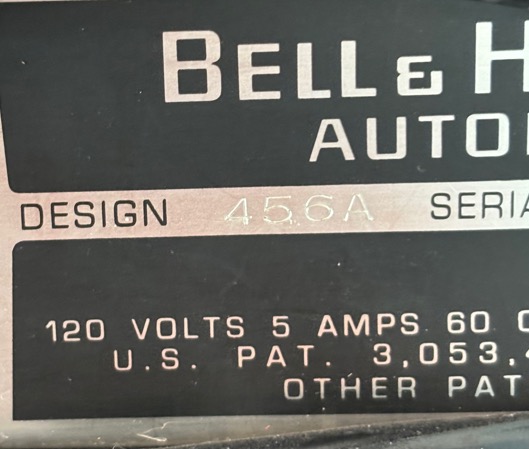 BELL & H
AUTO
DESIGN 456A SERIA
120 VOLTS 5 AMPS 60 C
U.S. PAT. 3,053,
OTHER PAT